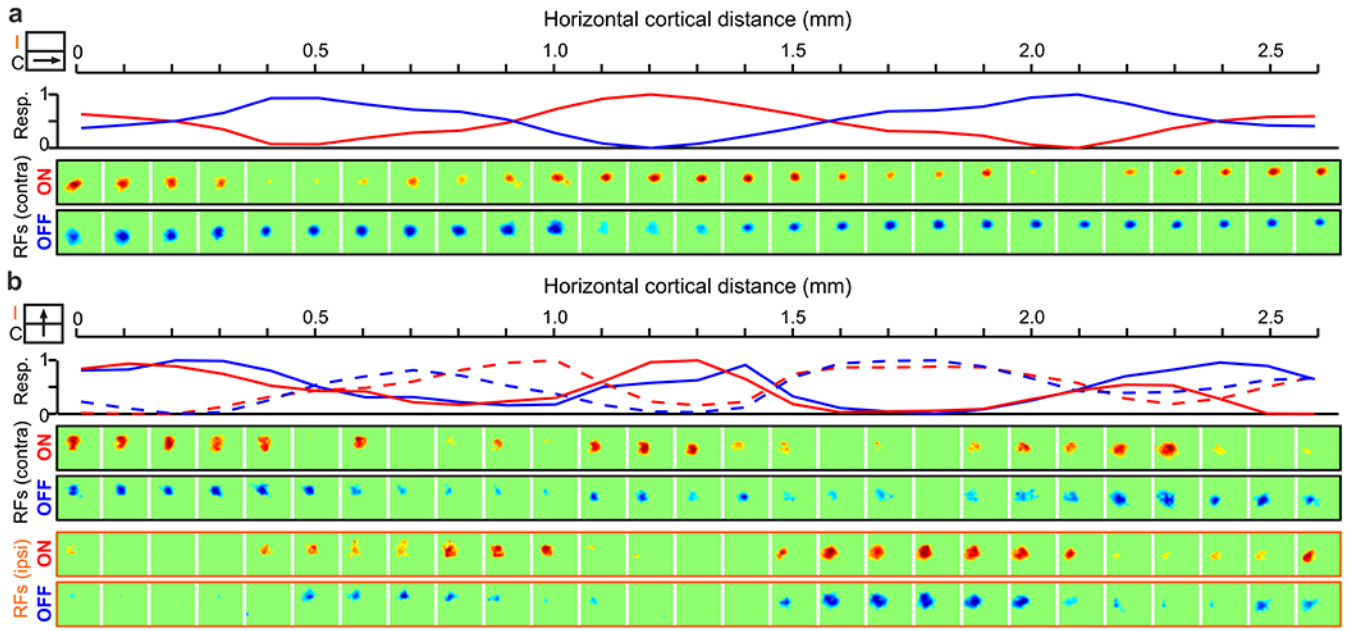 a
Horizontal cortical distance (mm)
I
C
0 0.5 1.0 1.5 2.0 2.5
Resp.
1
0
RFs (contra)
ON
OFF
b
Horizontal cortical distance (mm)
I
C
0 0.5 1.0 1.5 2.0 2.5
Resp.
1
0
RFs (contra)
ON
OFF
RFs (ipsi)
ON
OFF